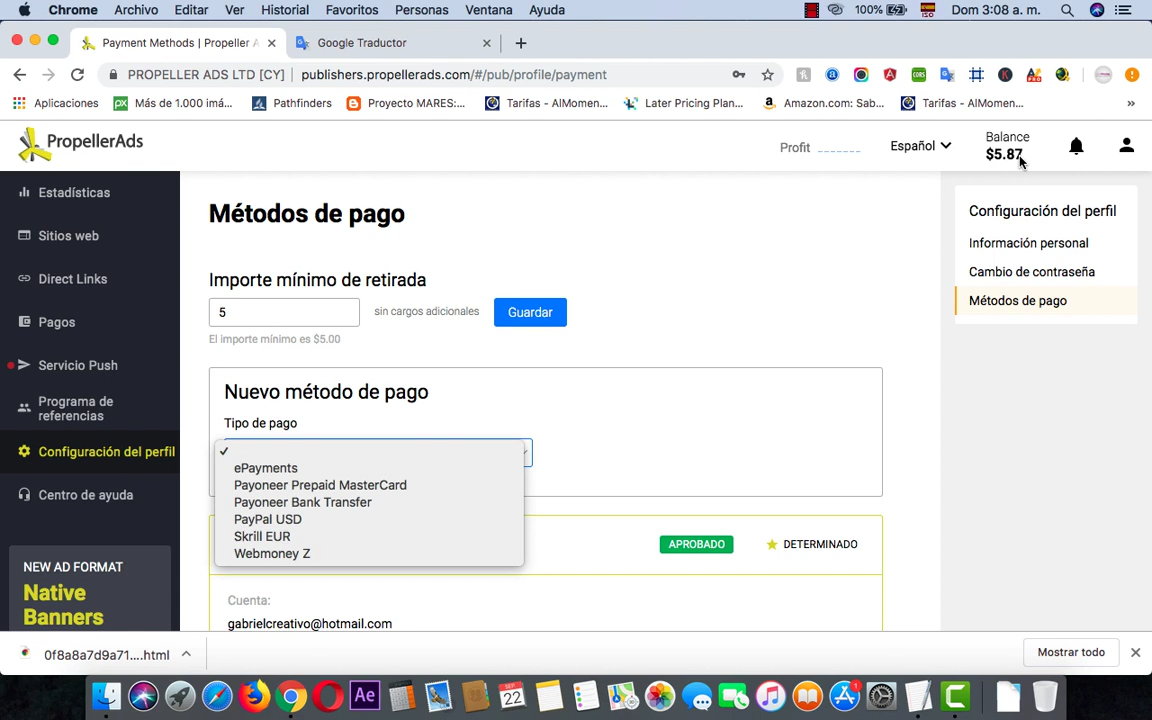 Chrome Archivo Editar Ver Historial Favoritos Personas Ventana Ayuda 100% ISO Dom 3:08 a. m.
Payment Methods | Propeller A Google Traductor
PROPELLER ADS LTD [CY] publishers.propellerads.com/#/pub/profile/payment
Aplicaciones Más de 1.000 imá... Pathfinders Proyecto MARES:... Tarifas - AlMomen... Later Pricing Plan... Amazon.com: Sab... Tarifas - AlMomen... »
PropellerAds
Profit
Español
Balance
$5.87
Estadísticas
Sitios web
Direct Links
Pagos
Servicio Push
Programa de
referencias
Configuración del perfil
Centro de ayuda
NEW AD FORMAT
Native
Banners
Métodos de pago
Importe mínimo de retirada
5 sin cargos adicionales Guardar
El importe mínimo es $5.00
Nuevo método de pago
Tipo de pago
ePayments
Payoneer Prepaid MasterCard
Payoneer Bank Transfer
PayPal USD
Skrill EUR
Webmoney Z
APROBADO DETERMINADO
Cuenta:
gabrielcreativo@hotmail.com
Configuración del perfil
Información personal
Cambio de contraseña
Métodos de pago
0f8a8a7d9a71....html Mostrar todo
Ae SEP 22 1